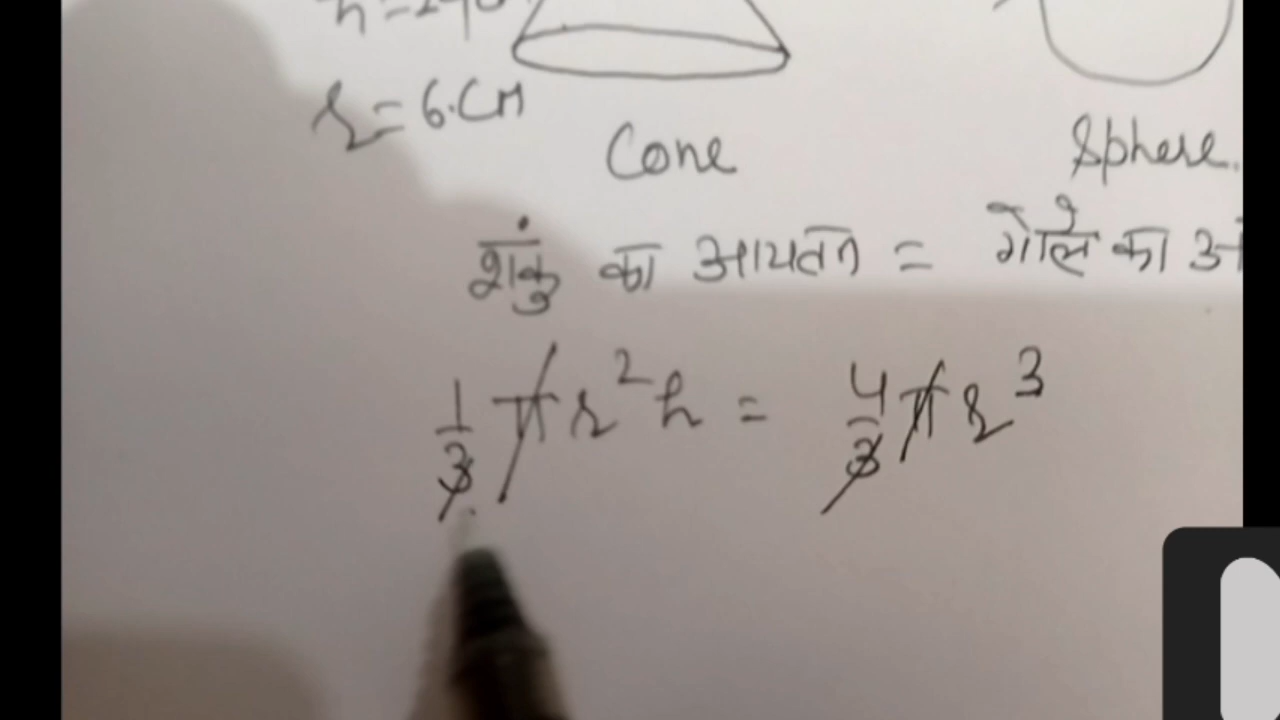 r = 6.CM
Cone
Sphere.
शंकु का आयतन = गोले का
1/3 π r² h = 4/3 π r³